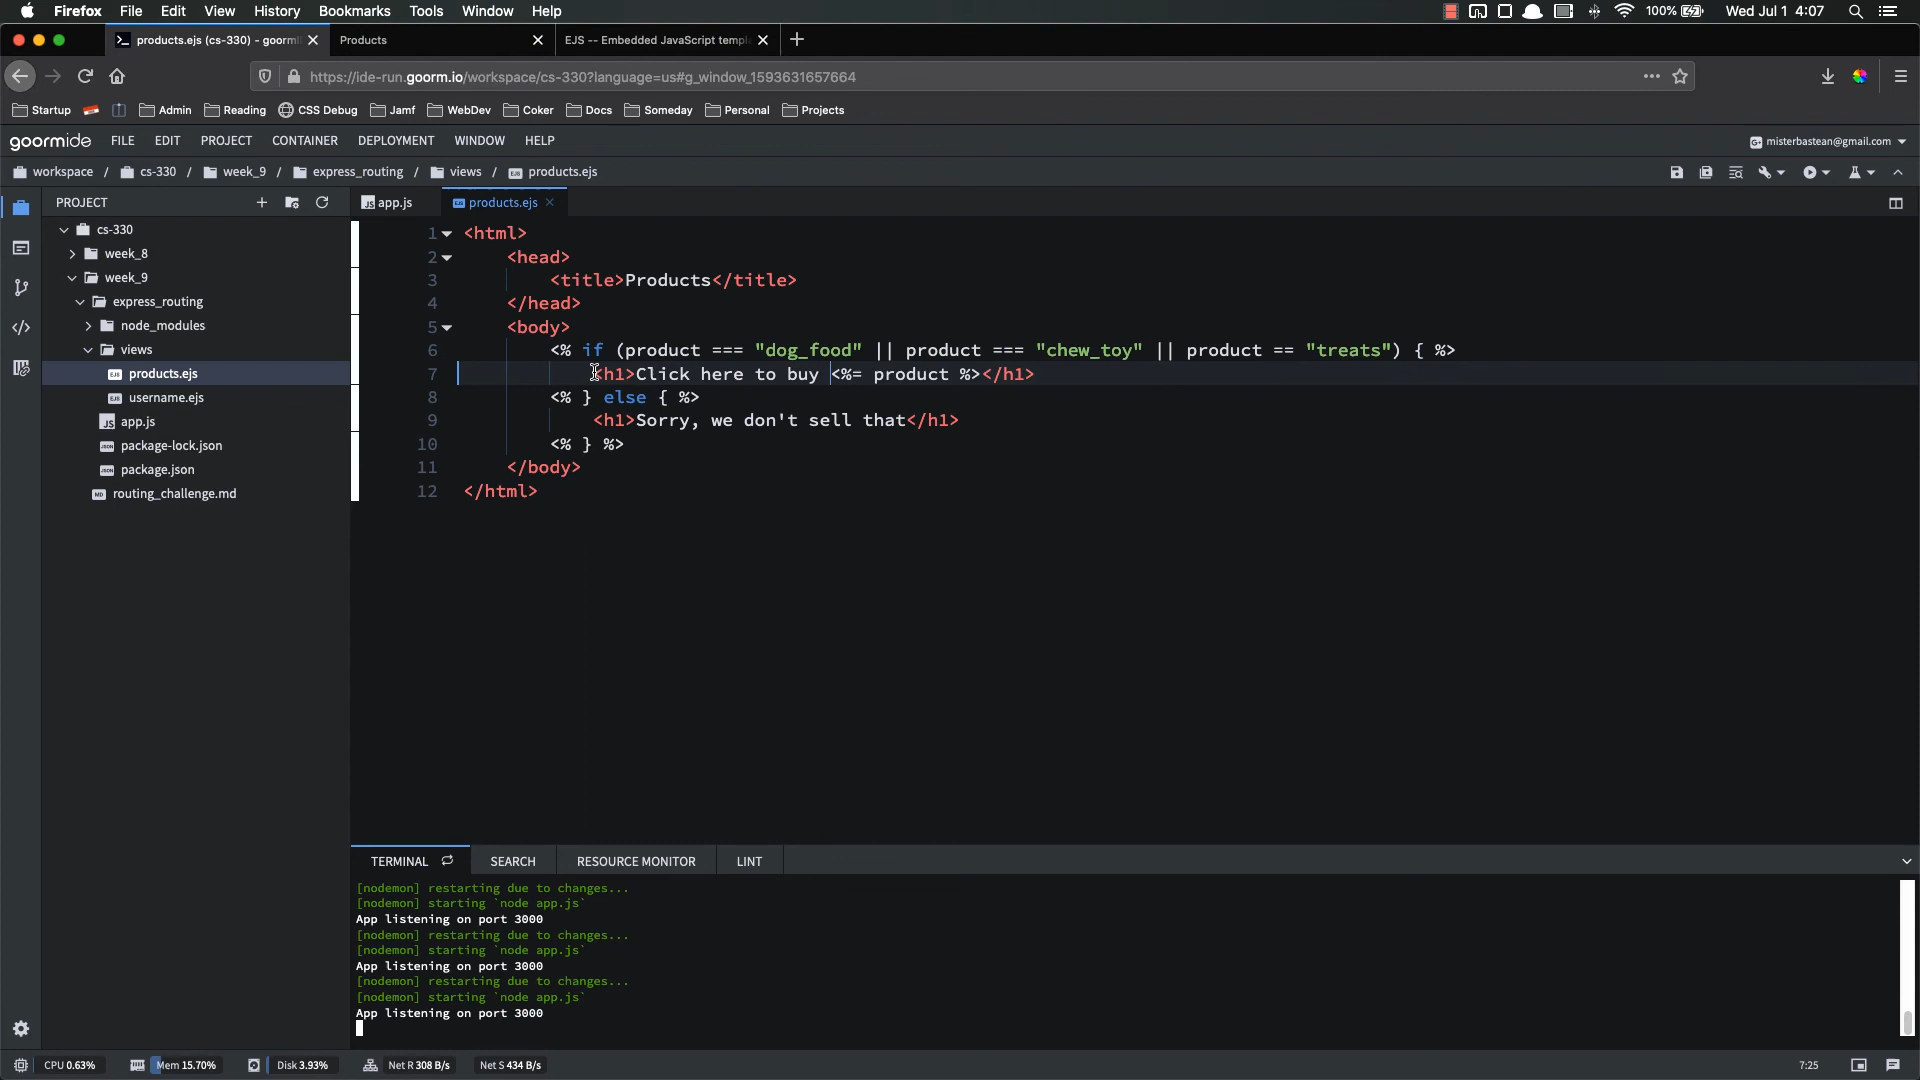 Firefox File Edit View History Bookmarks Tools Window Help 100% Wed Jul 1 4:07
products.ejs (cs-330) - goormI Products EJS -- Embedded JavaScript templ
https://ide-run.goorm.io/workspace/cs-330?language=us#g_window_1593631657664
Startup Admin Reading CSS Debug Jamf WebDev Coker Docs Someday Personal Projects
goormide FILE EDIT PROJECT CONTAINER DEPLOYMENT WINDOW HELP misterbastean@gmail.com
workspace / cs-330 / week_9 / express_routing / views / products.ejs
PROJECT
cs-330
week_8
week_9
express_routing
node_modules
views
products.ejs
username.ejs
app.js
package-lock.json
package.json
routing_challenge.md
app.js products.ejs
1 <html>
2 <head>
3 <title>Products</title>
4 </head>
5 <body>
6 <% if (product === "dog_food" || product === "chew_toy" || product == "treats") { %>
7 <h1>Click here to buy <%= product %></h1>
8 <% } else { %>
9 <h1>Sorry, we don't sell that</h1>
10 <% } %>
11 </body>
12 </html>
TERMINAL SEARCH RESOURCE MONITOR LINT
[nodemon] restarting due to changes...
[nodemon] starting `node app.js`
App listening on port 3000
[nodemon] restarting due to changes...
[nodemon] starting `node app.js`
App listening on port 3000
[nodemon] restarting due to changes...
[nodemon] starting `node app.js`
App listening on port 3000
CPU 0.63% Mem 15.70% Disk 3.93% Net R 308 B/s Net S 434 B/s 7:25